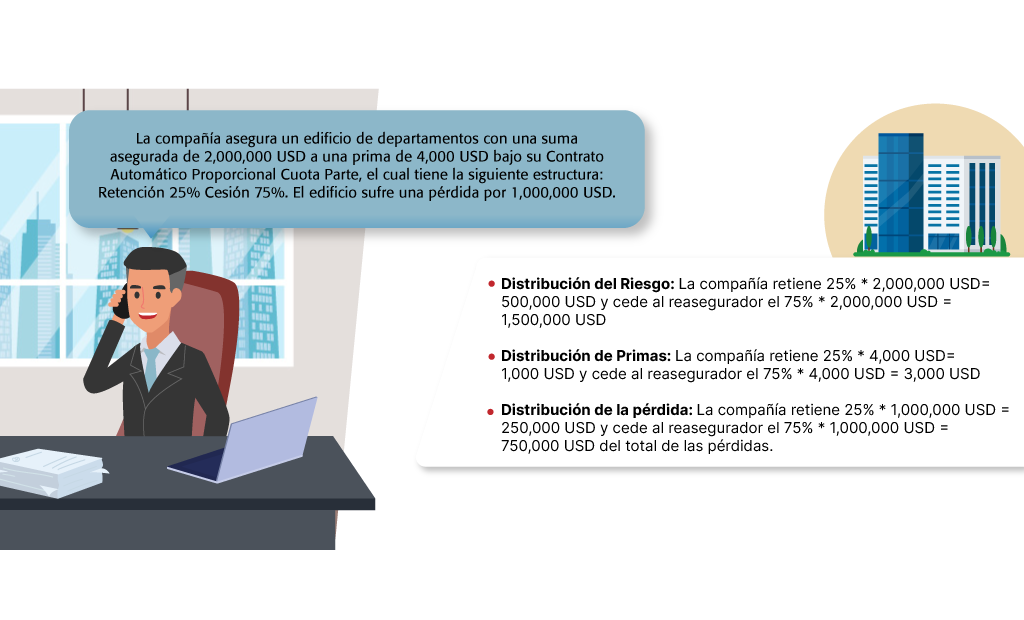 La compañía asegura un edificio de departamentos con una suma
asegurada de 2,000,000 USD a una prima de 4,000 USD bajo su Contrato
Automático Proporcional Cuota Parte, el cual tiene la siguiente estructura:
Retención 25% Cesión 75%. El edificio sufre una pérdida por 1,000,000 USD.
• Distribución del Riesgo: La compañía retiene 25% * 2,000,000 USD=
500,000 USD y cede al reasegurador el 75% * 2,000,000 USD =
1,500,000 USD
• Distribución de Primas: La compañía retiene 25% * 4,000 USD=
1,000 USD y cede al reasegurador el 75% * 4,000 USD = 3,000 USD
• Distribución de la pérdida: La compañía retiene 25% * 1,000,000 USD =
250,000 USD y cede al reasegurador el 75% * 1,000,000 USD =
750,000 USD del total de las pérdidas.